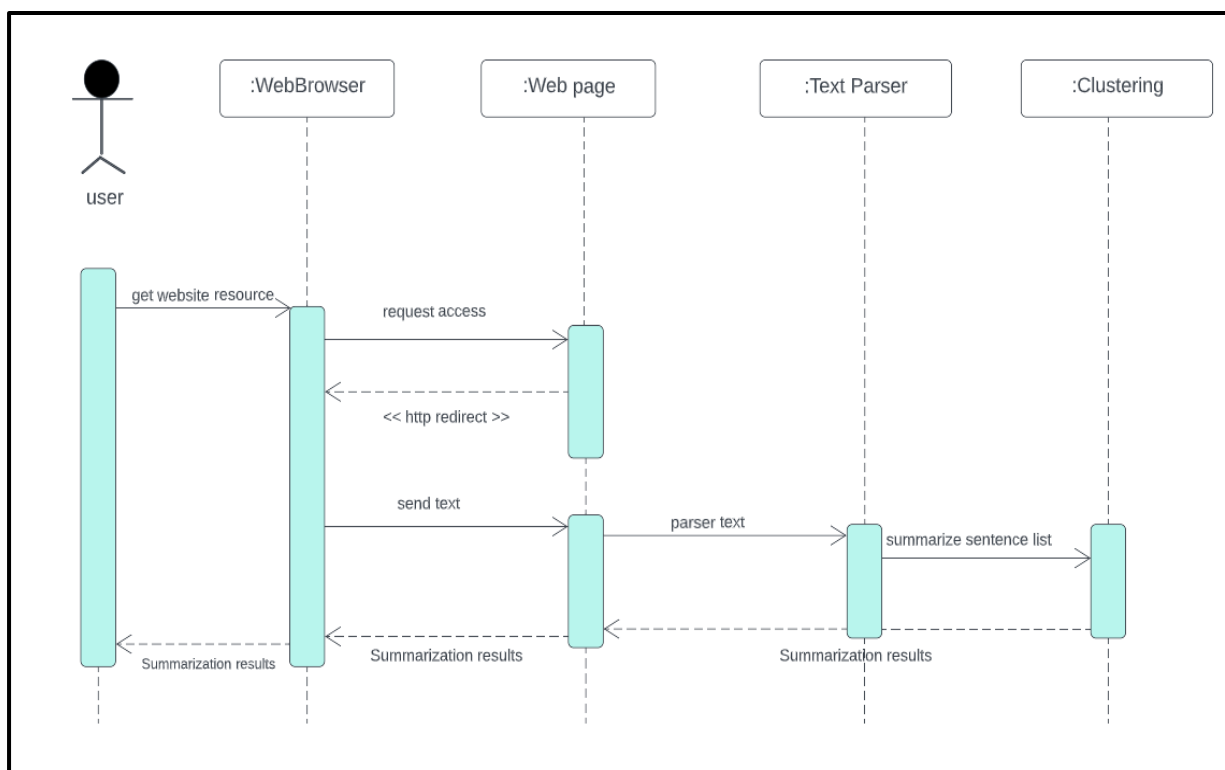 :WebBrowser
:Web page
:Text Parser
:Clustering
user
get website resource
request access
<< http redirect >>
send text
parser text
summarize sentence list
Summarization results
Summarization results
Summarization results